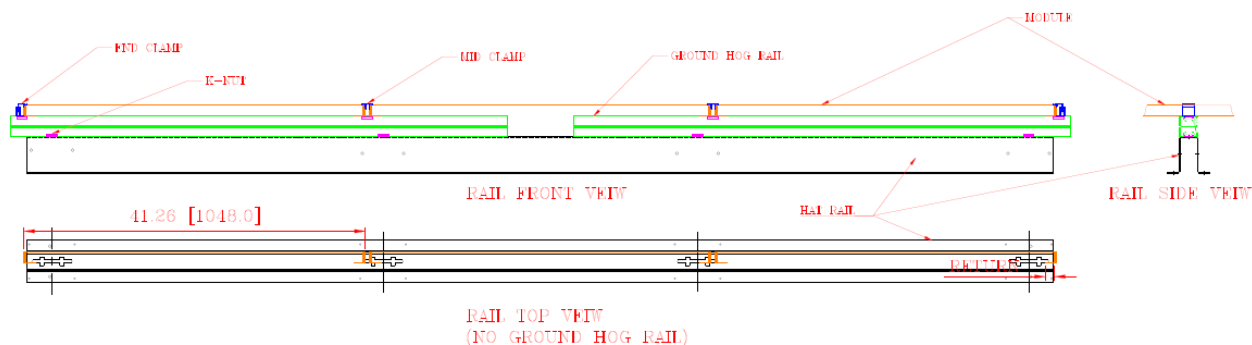 END CLAMP
K-NUT
MID CLAMP
GROUND HOG RAIL
MODULE
RAIL FRONT VEIW
HAT RAIL
RAIL SIDE VEIW
41.26 [1048.0]
RETURN
RAIL TOP VEIW
(NO GROUND HOG RAIL)